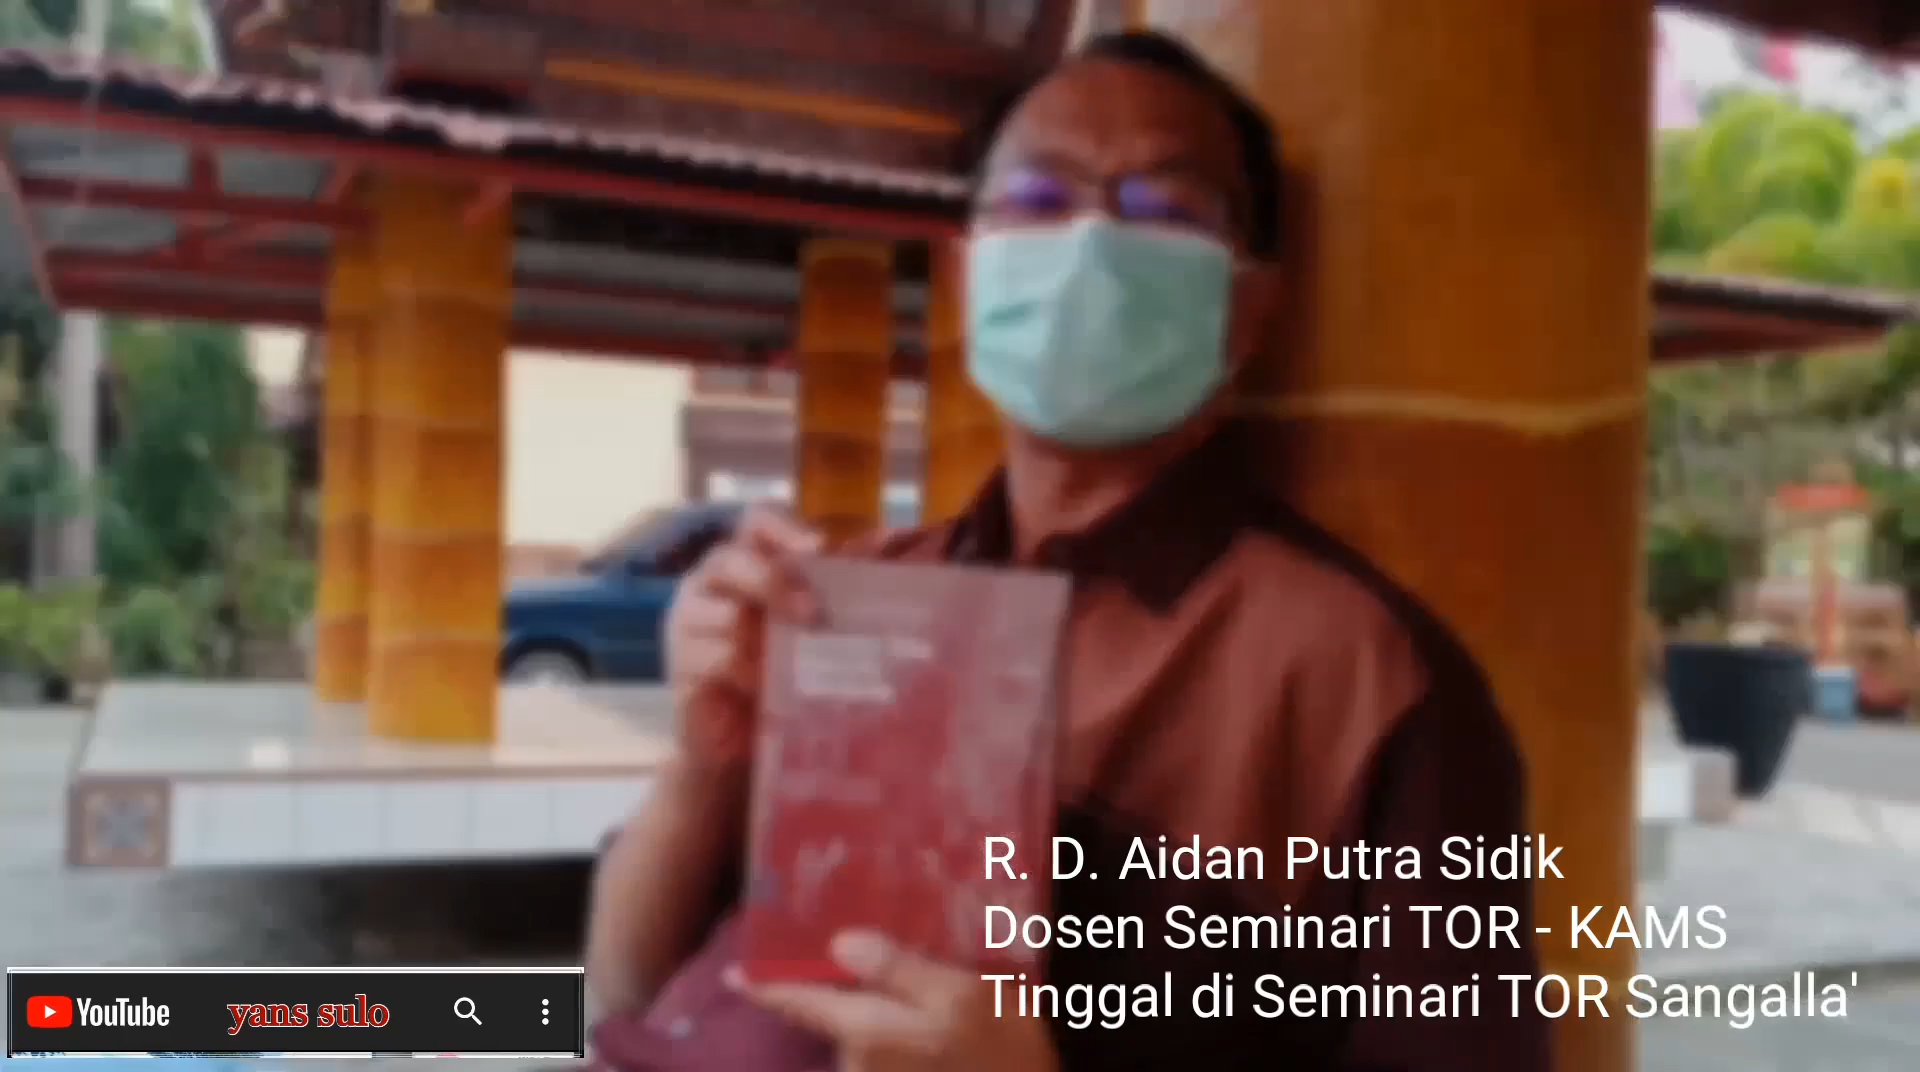 R. D. Aidan Putra Sidik
Dosen Seminari TOR - KAMS
Tinggal di Seminari TOR Sangalla'
YouTube yans sulo